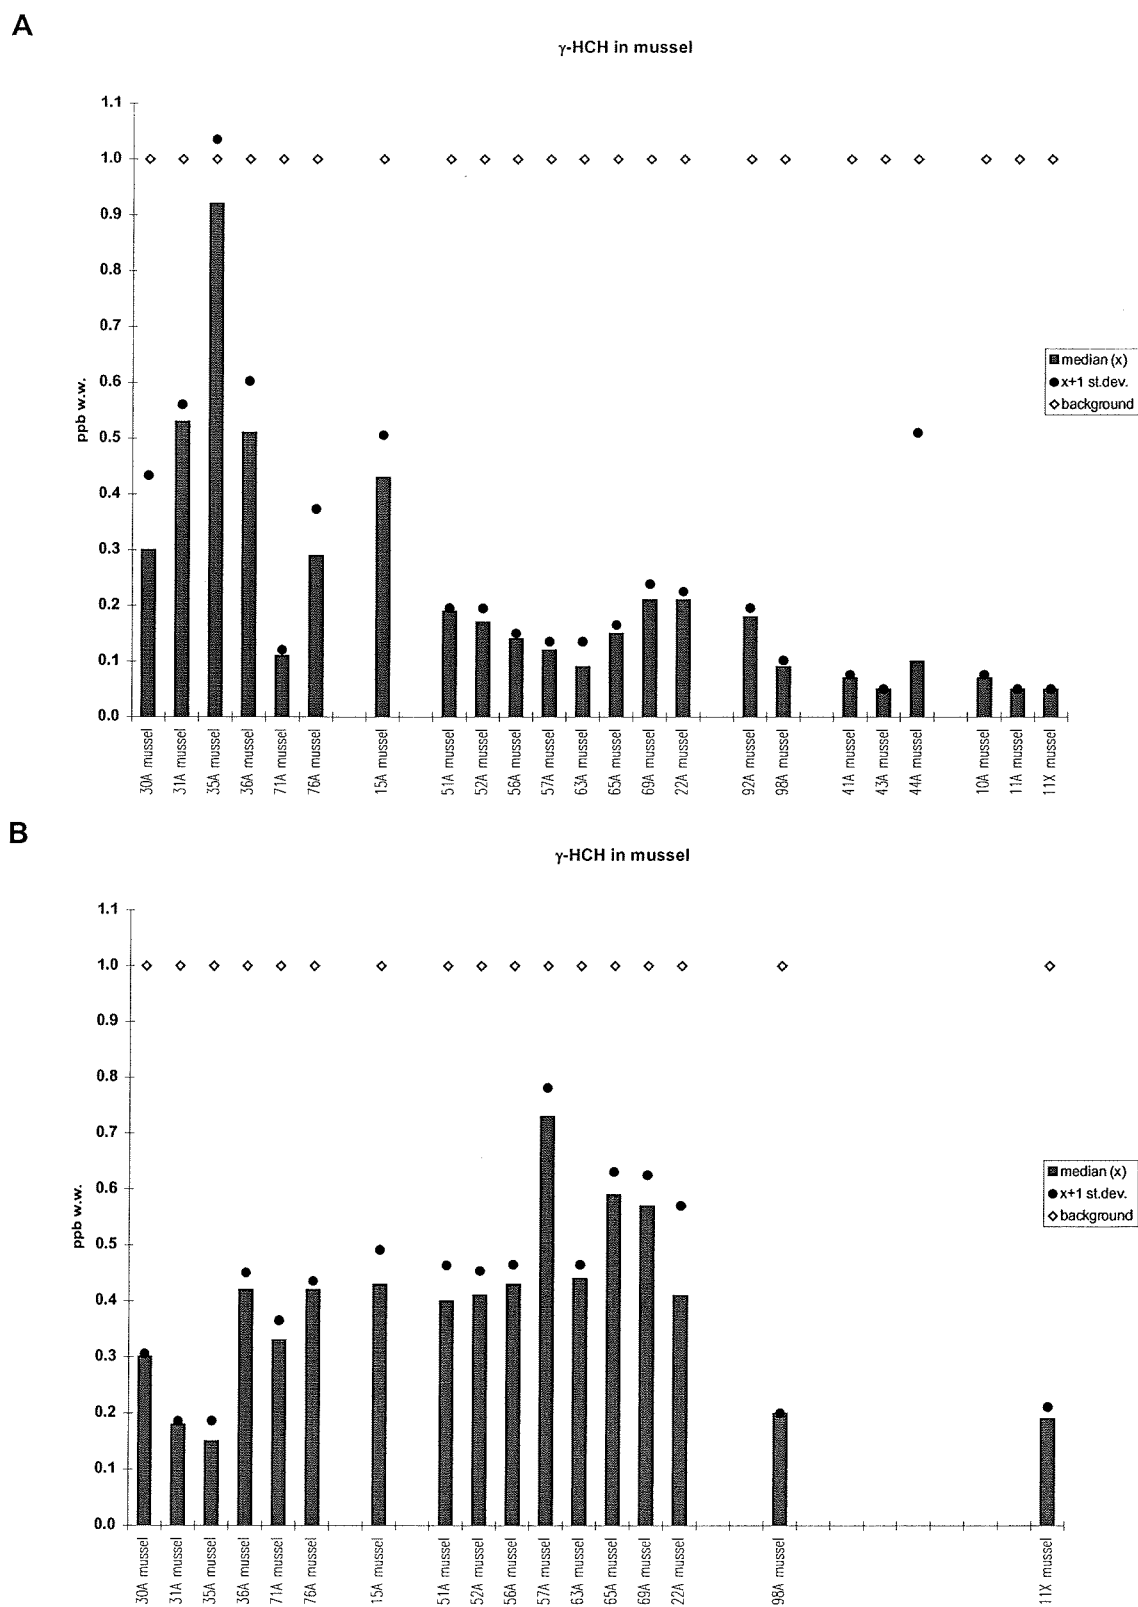 A
γ-HCH in mussel
1.1
1.0
0.9
0.8
0.7
0.6
0.5
0.4
0.3
0.2
0.1
0.0
ppb w.w.
median (x)
x+1 st.dev.
background
30A mussel
31A mussel
35A mussel
36A mussel
71A mussel
76A mussel
15A mussel
51A mussel
52A mussel
56A mussel
57A mussel
63A mussel
65A mussel
69A mussel
22A mussel
92A mussel
98A mussel
41A mussel
43A mussel
44A mussel
10A mussel
11A mussel
11X mussel
B
γ-HCH in mussel
1.1
1.0
0.9
0.8
0.7
0.6
0.5
0.4
0.3
0.2
0.1
0.0
ppb w.w.
median (x)
x+1 st.dev.
background
30A mussel
31A mussel
35A mussel
36A mussel
71A mussel
76A mussel
15A mussel
51A mussel
52A mussel
56A mussel
57A mussel
63A mussel
65A mussel
69A mussel
22A mussel
98A mussel
11X mussel